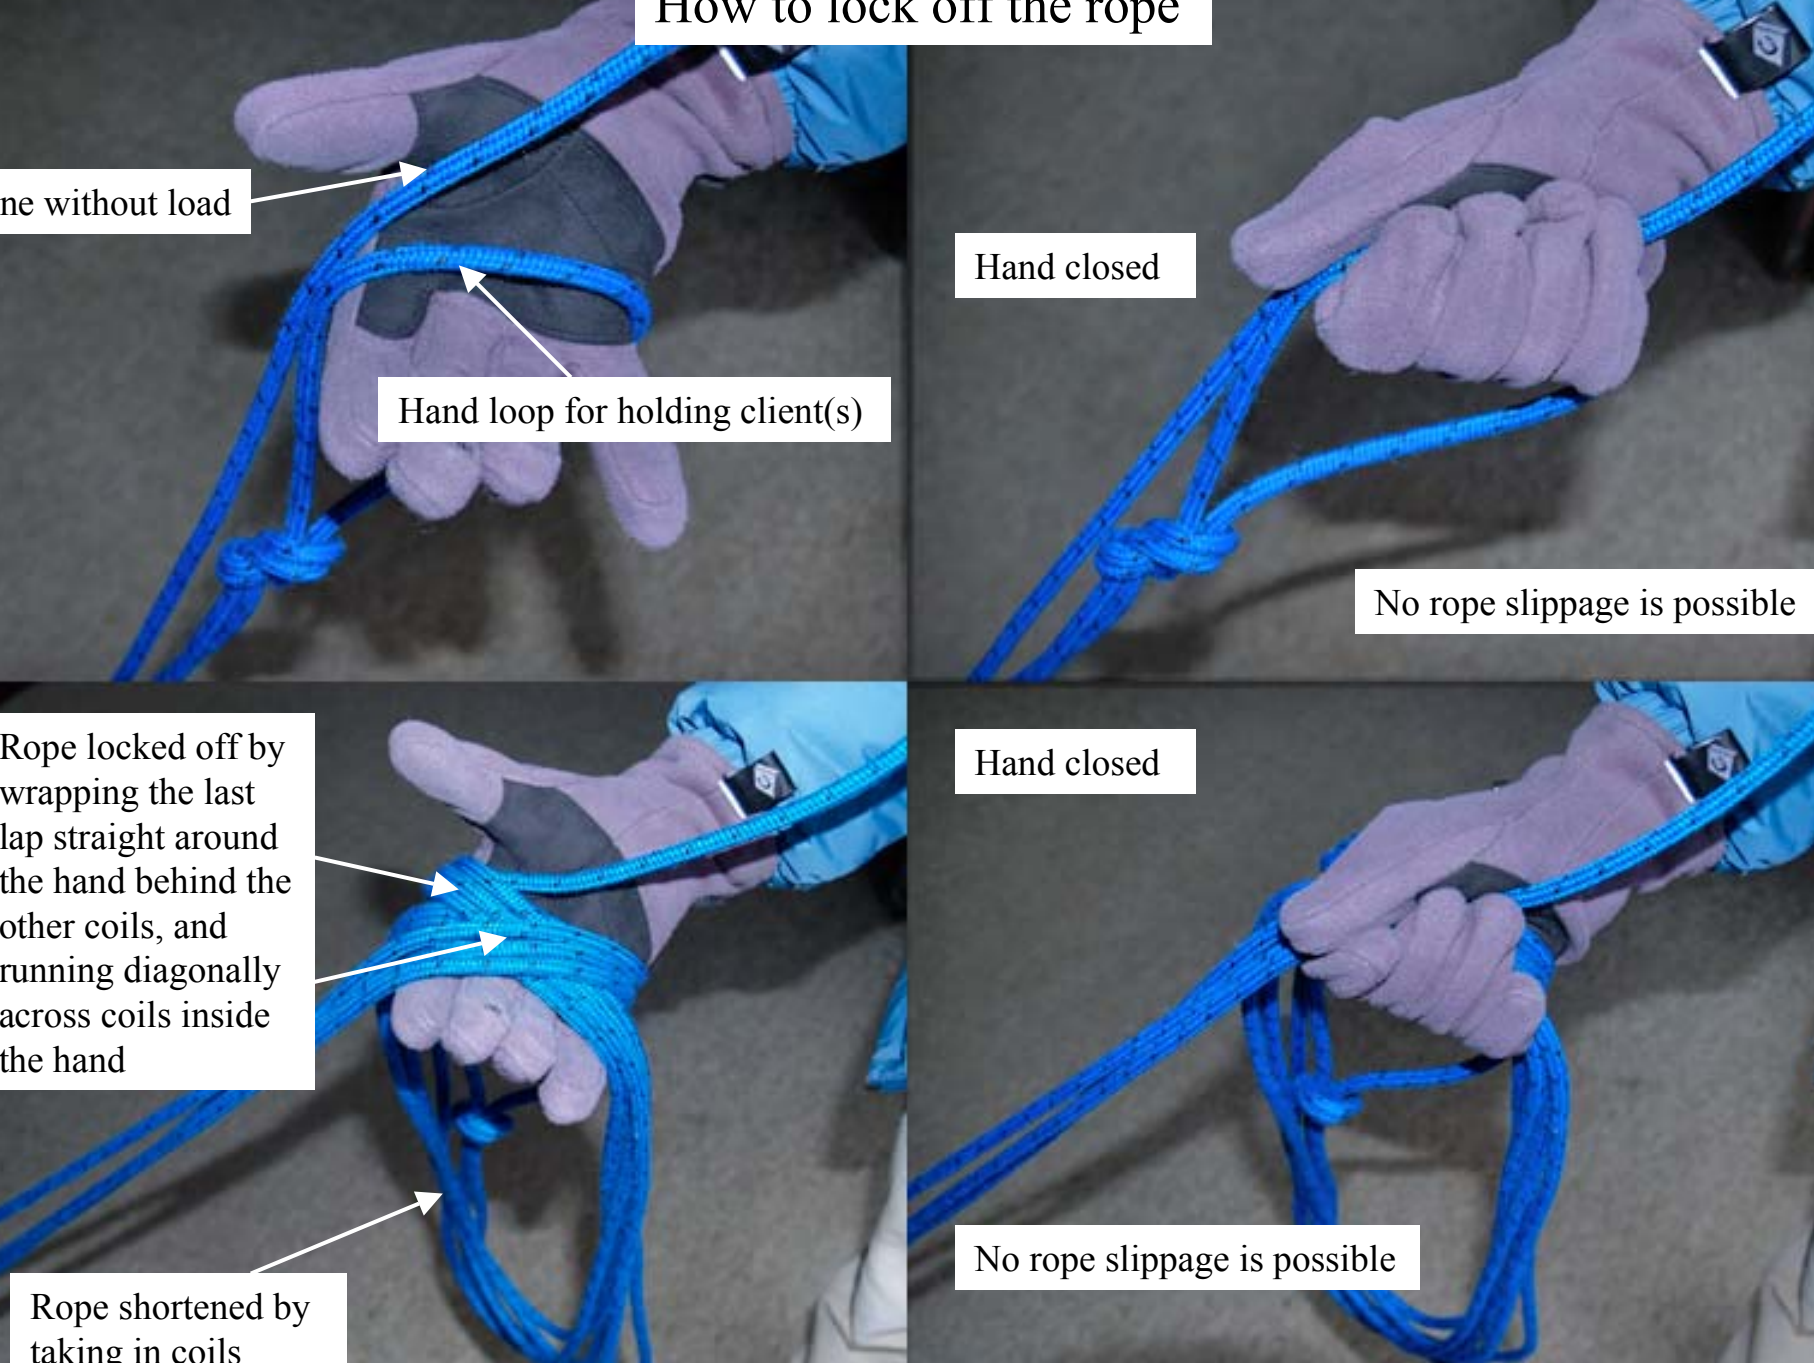 How to lock off the rope
ne without load
Hand loop for holding client(s)
Hand closed
No rope slippage is possible
Rope locked off by
wrapping the last
lap straight around
the hand behind the
other coils, and
running diagonally
across coils inside
the hand
Rope shortened by
taking in coils
Hand closed
No rope slippage is possible